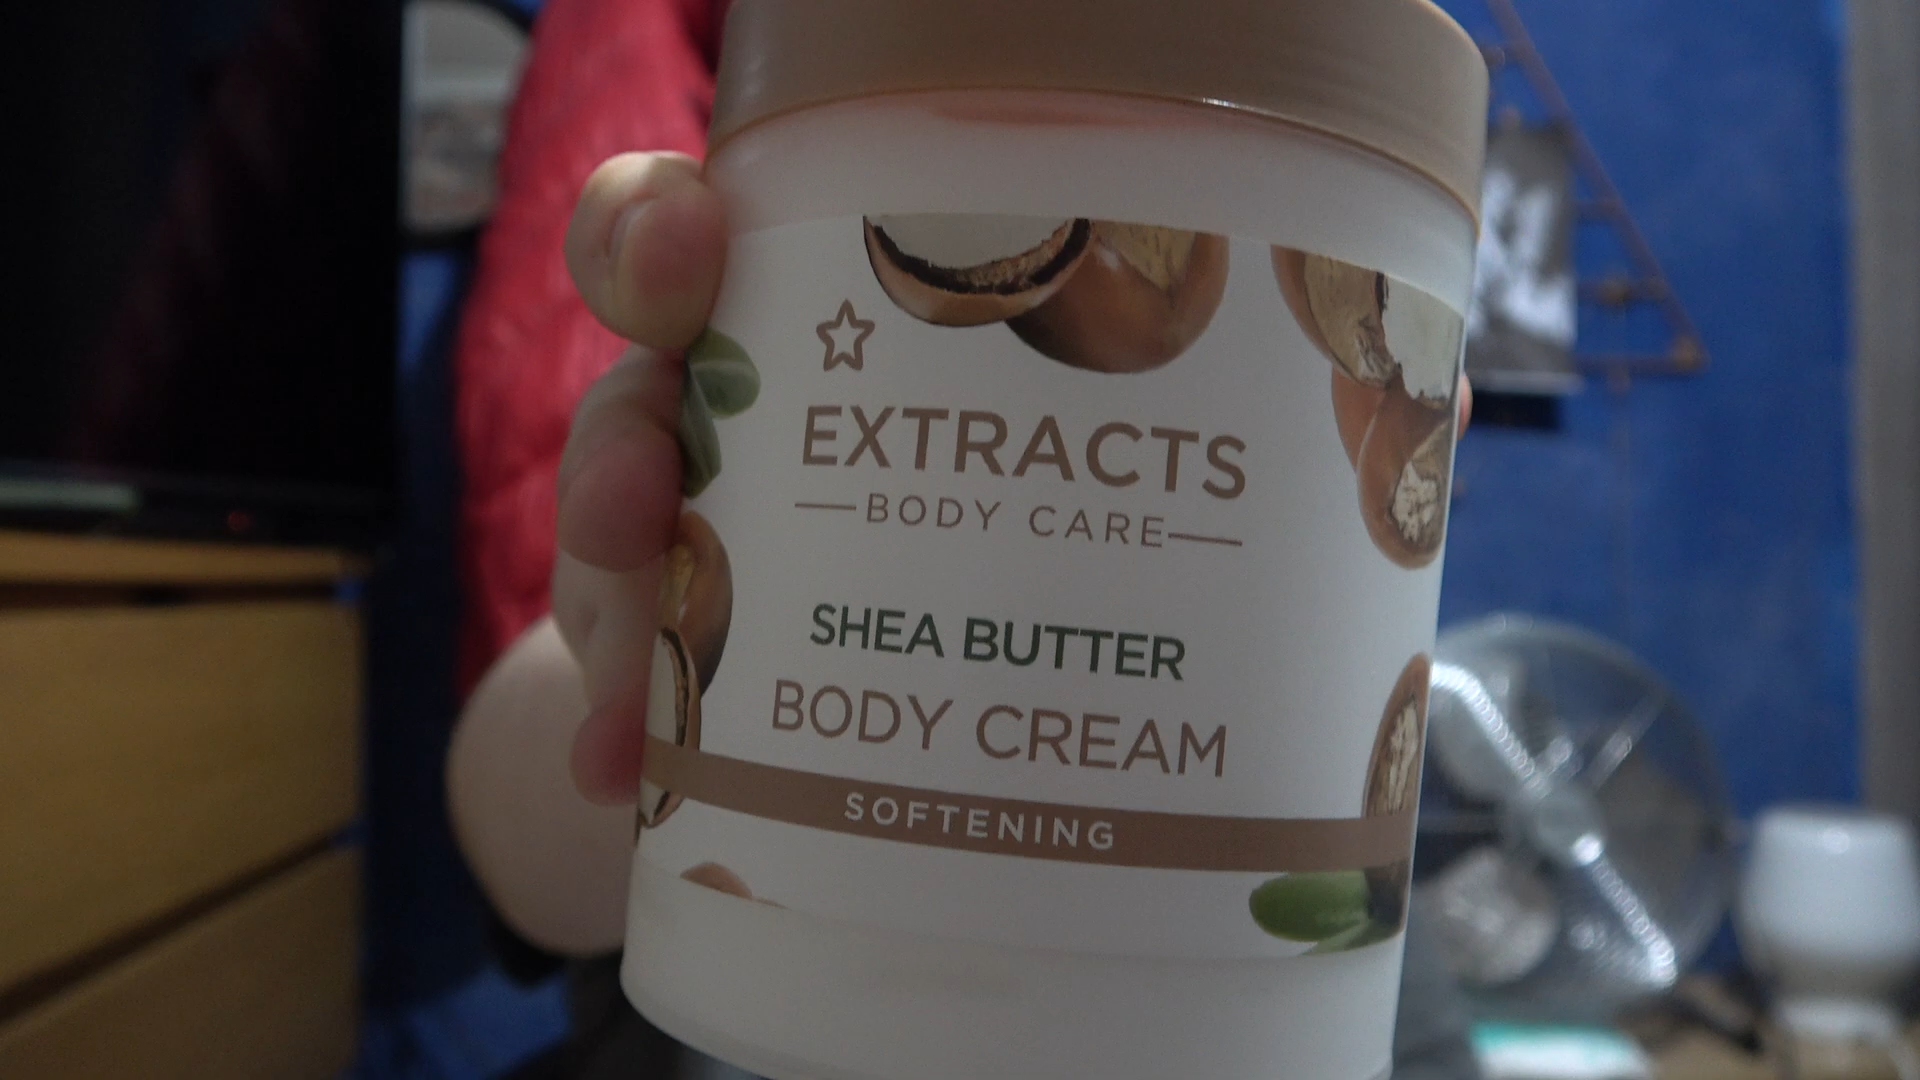 EXTRACTS
BODY CARE
SHEA BUTTER
BODY CREAM
SOFTENING